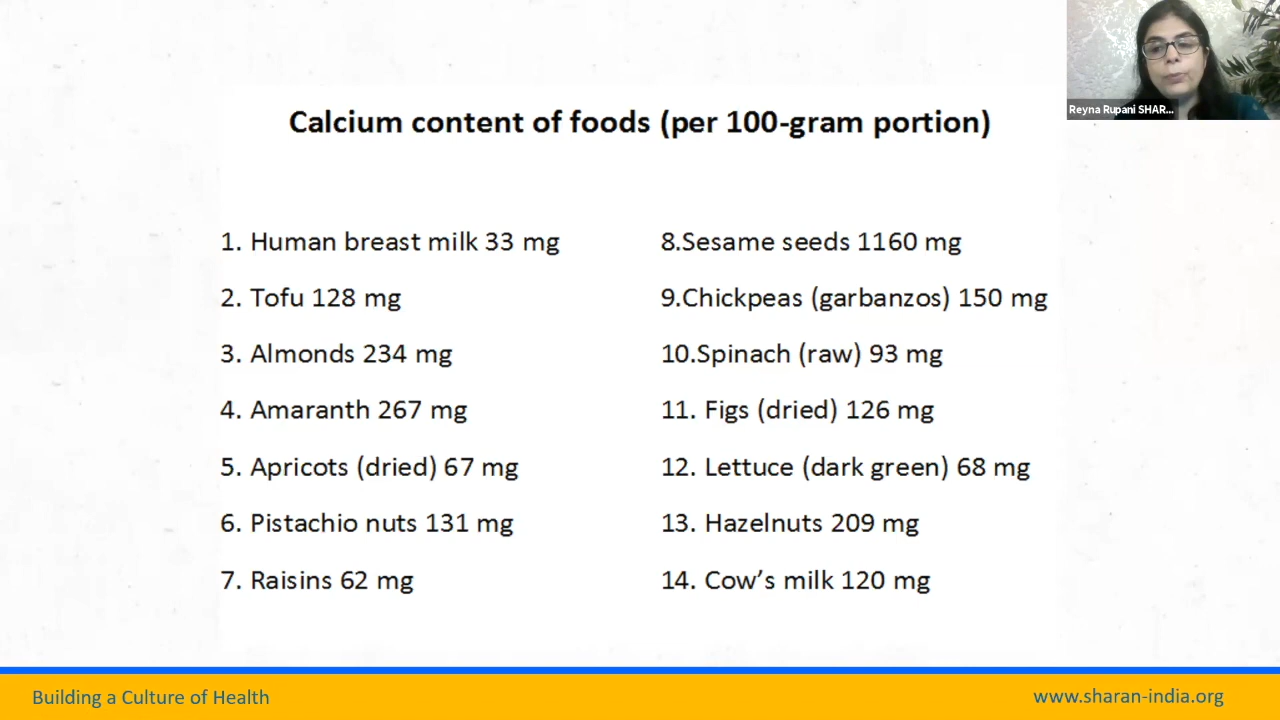 Reyna Rupani SHAR...
Calcium content of foods (per 100-gram portion)
1. Human breast milk 33 mg
2. Tofu 128 mg
3. Almonds 234 mg
4. Amaranth 267 mg
5. Apricots (dried) 67 mg
6. Pistachio nuts 131 mg
7. Raisins 62 mg
8.Sesame seeds 1160 mg
9.Chickpeas (garbanzos) 150 mg
10.Spinach (raw) 93 mg
11. Figs (dried) 126 mg
12. Lettuce (dark green) 68 mg
13. Hazelnuts 209 mg
14. Cow’s milk 120 mg
Building a Culture of Health
www.sharan-india.org